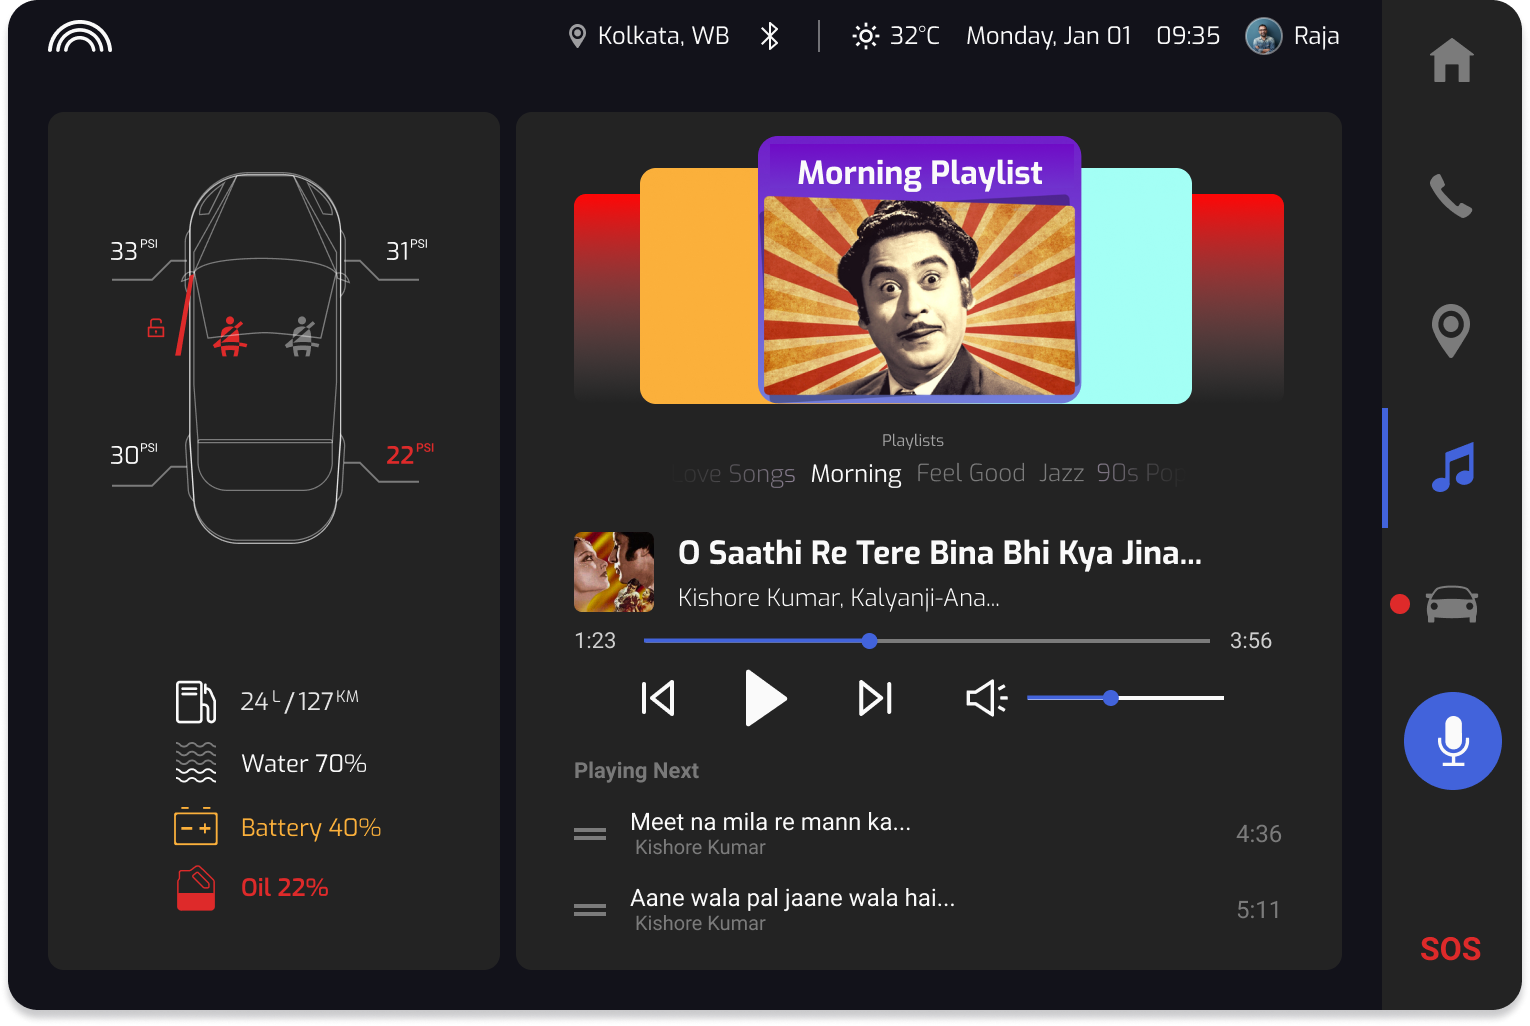 Kolkata, WB
32°C Monday, Jan 01 09:35 Raja
33 PSI
31 PSI
30 PSI
22 PSI
24 L / 127 KM
Water 70%
Battery 40%
Oil 22%
Morning Playlist
Playlists
Love Songs Morning Feel Good Jazz 90s Pop
O Saathi Re Tere Bina Bhi Kya Jina...
Kishore Kumar, Kalyanji-Ana...
1:23 3:56
Playing Next
Meet na mila re mann ka...
Kishore Kumar
4:36
Aane wala pal jaane wala hai...
Kishore Kumar
5:11
SOS